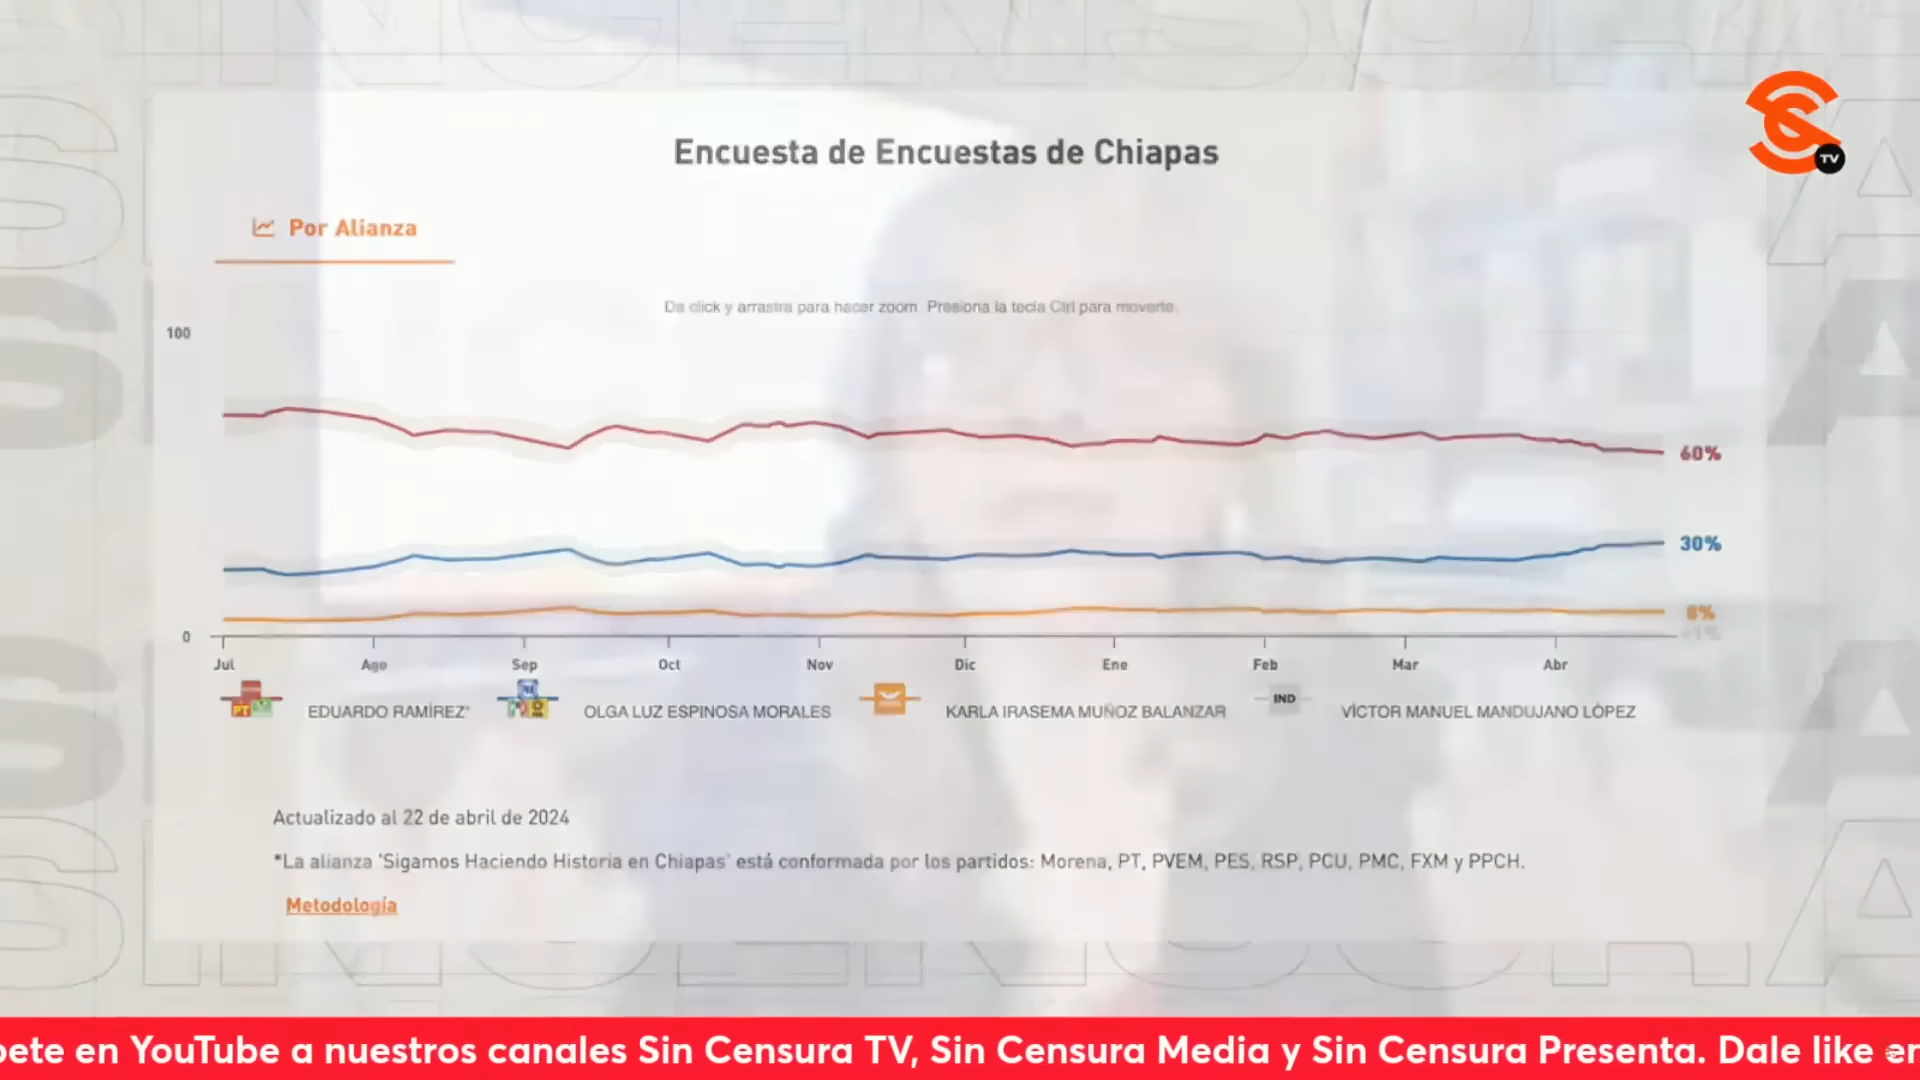 Encuesta de Encuestas de Chiapas
TV
Por Alianza
Da click y arrastra para hacer zoom. Presiona la tecla Ctrl para moverte.
100
60%
30%
8%
<1%
0
Jul Ago Sep Oct Nov Dic Ene Feb Mar Abr
PT EDUARDO RAMÍREZ* OLGA LUZ ESPINOSA MORALES KARLA IRASEMA MUÑOZ BALANZAR IND VÍCTOR MANUEL MANDUJANO LÓPEZ
Actualizado al 22 de abril de 2024
*La alianza 'Sigamos Haciendo Historia en Chiapas' está conformada por los partidos: Morena, PT, PVEM, PES, RSP, PCU, PMC, FXM y PPCH.
Metodología
SINCENSURA
pete en YouTube a nuestros canales Sin Censura TV, Sin Censura Media y Sin Censura Presenta. Dale like en